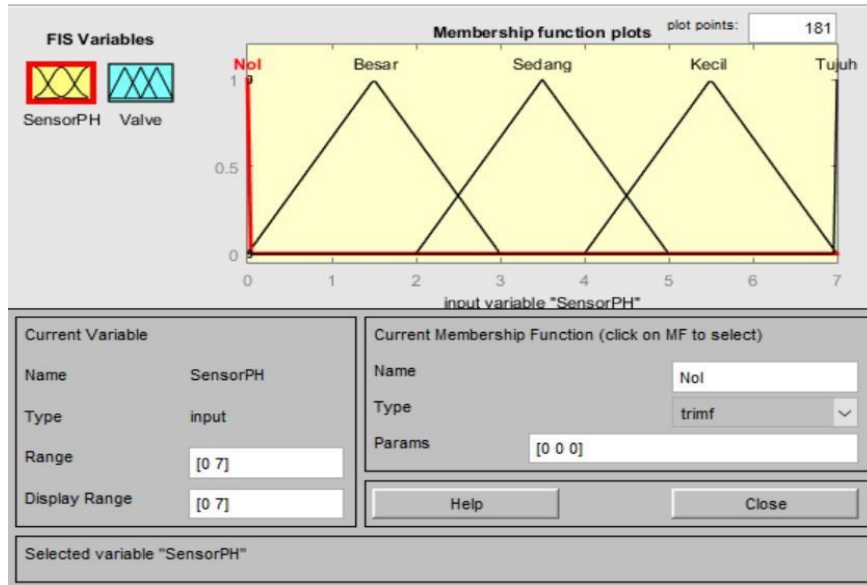 FIS Variables
SensorPH
Valve
Membership function plots
plot points:
181
Nol
Besar
Sedang
Kecil
Tujuh
1
0.5
0
0
1
2
3
4
5
6
7
input variable "SensorPH"
Current Variable
Name
SensorPH
Type
input
Range
[0 7]
Display Range
[0 7]
Current Membership Function (click on MF to select)
Name
Nol
Type
trimf
Params
[0 0 0]
Help
Close
Selected variable "SensorPH"